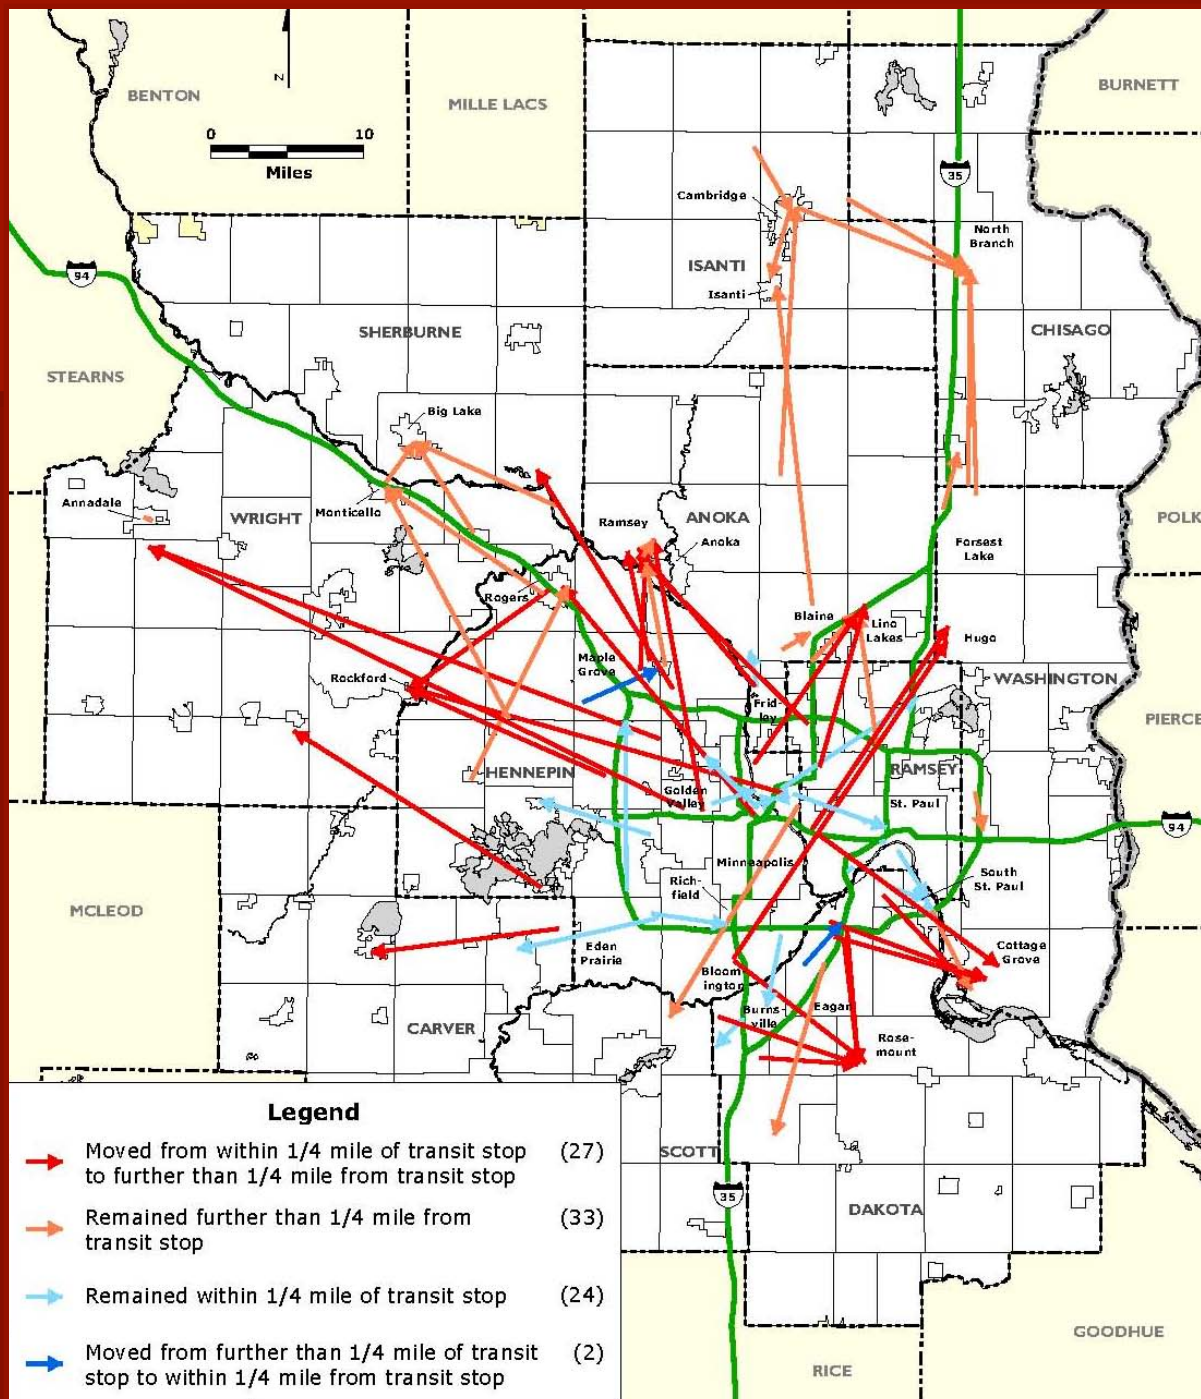 BENTON
MILLE LACS
BURNETT
N
0 10
Miles
Cambridge
35
North
Branch
ISANTI
Isanti
94
SHERBURNE
CHISAGO
STEARNS
Big Lake
Annadale
WRIGHT
Monticello
Ramsey
ANOKA
Anoka
POLK
Forsest
Lake
Rogers
Blaine
Lino
Lakes
Hugo
Maple
Grove
Rockford
WASHINGTON
Frid-
ley
PIERCE
HENNEPIN
RAMSEY
Golden
Valley
St. Paul
94
Minneapolis
South
St. Paul
Rich-
field
MCLEOD
Eden
Prairie
Cottage
Grove
Bloom
ington
Burns-
ville
Eagan
CARVER
Rose-
mount
SCOTT
35
DAKOTA
GOODHUE
RICE
Legend
Moved from within 1/4 mile of transit stop (27)
to further than 1/4 mile from transit stop
Remained further than 1/4 mile from (33)
transit stop
Remained within 1/4 mile of transit stop (24)
Moved from further than 1/4 mile of transit (2)
stop to within 1/4 mile from transit stop